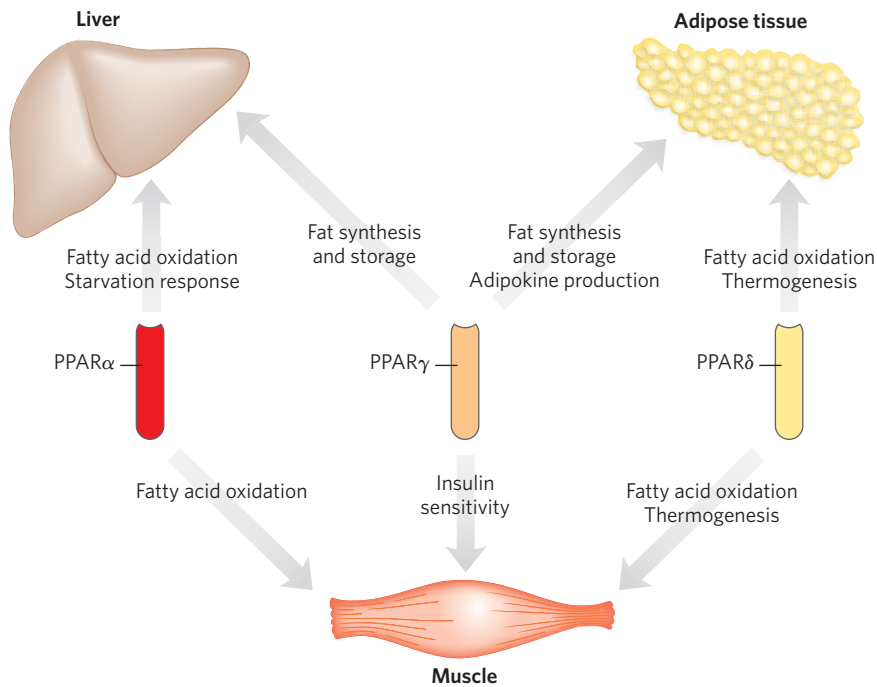 Liver
Adipose tissue
Fatty acid oxidation
Starvation response
Fat synthesis
and storage
Fat synthesis
and storage
Adipokine production
Fatty acid oxidation
Thermogenesis
PPARα
PPARγ
PPARδ
Fatty acid oxidation
Insulin
sensitivity
Fatty acid oxidation
Thermogenesis
Muscle